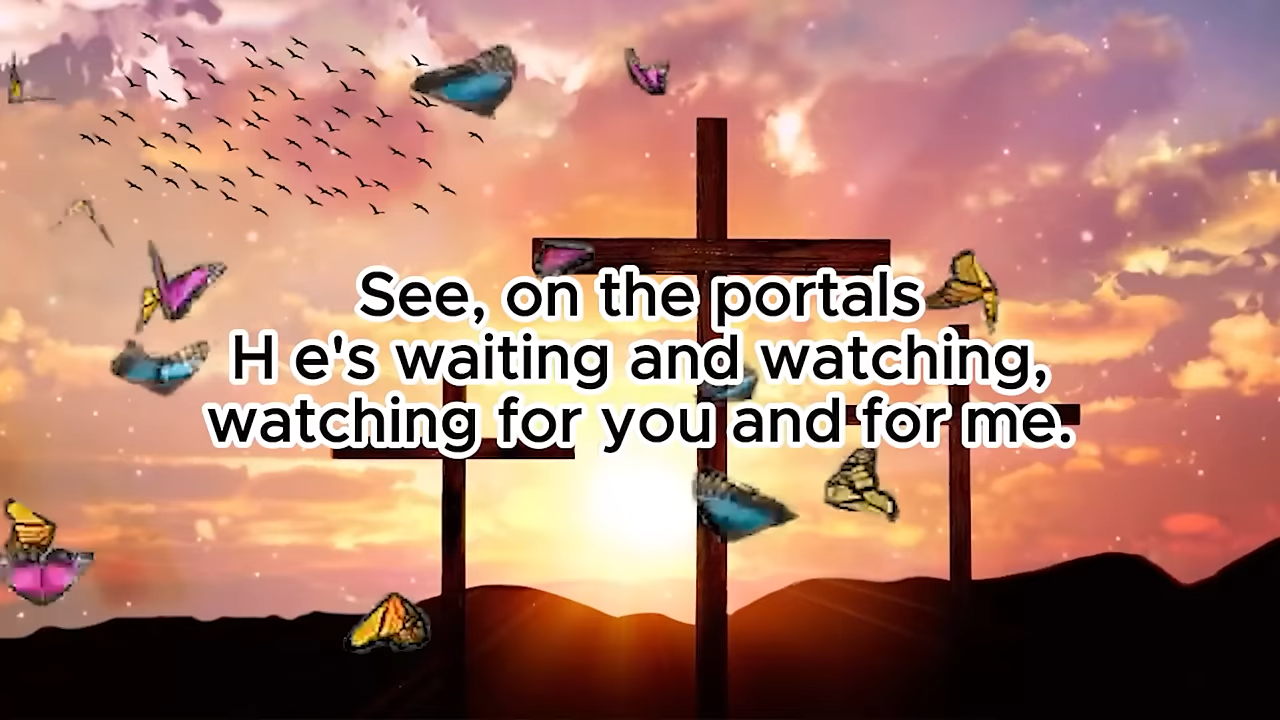 See, on the portals
H e's waiting and watching,
watching for you and for me.